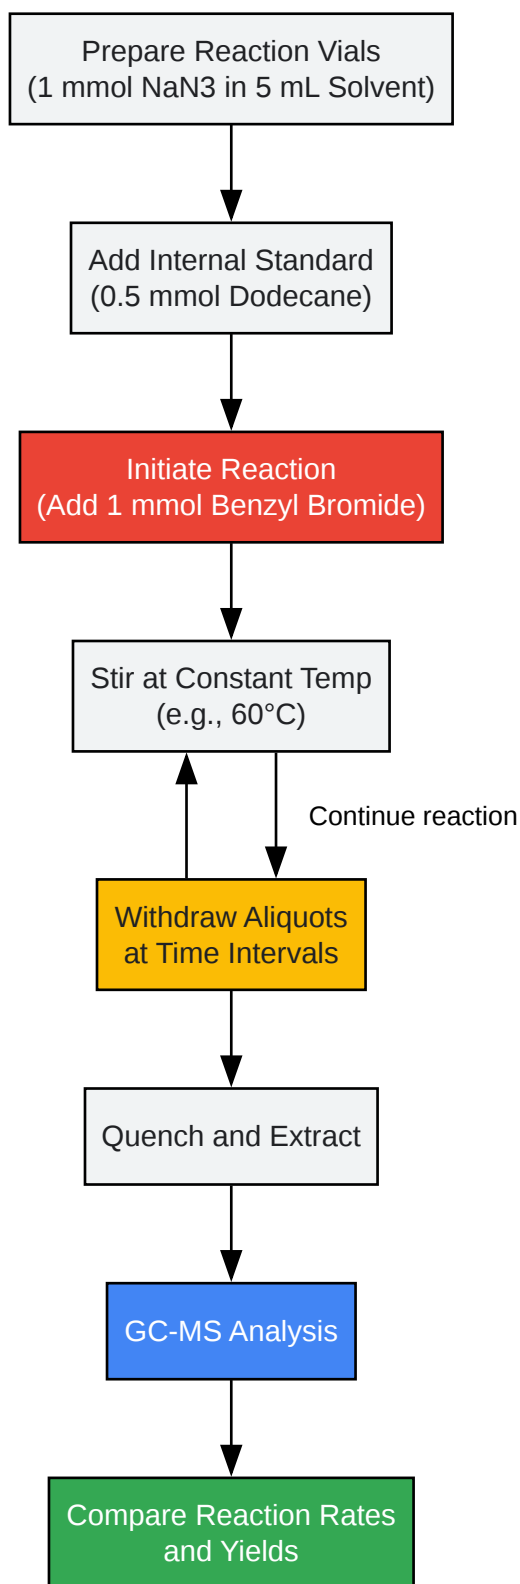 Prepare Reaction Vials
(1 mmol NaN3 in 5 mL Solvent)
Add Internal Standard
(0.5 mmol Dodecane)
Initiate Reaction
(Add 1 mmol Benzyl Bromide)
Stir at Constant Temp
(e.g., 60°C)
Continue reaction
Withdraw Aliquots
at Time Intervals
Quench and Extract
GC-MS Analysis
Compare Reaction Rates
and Yields